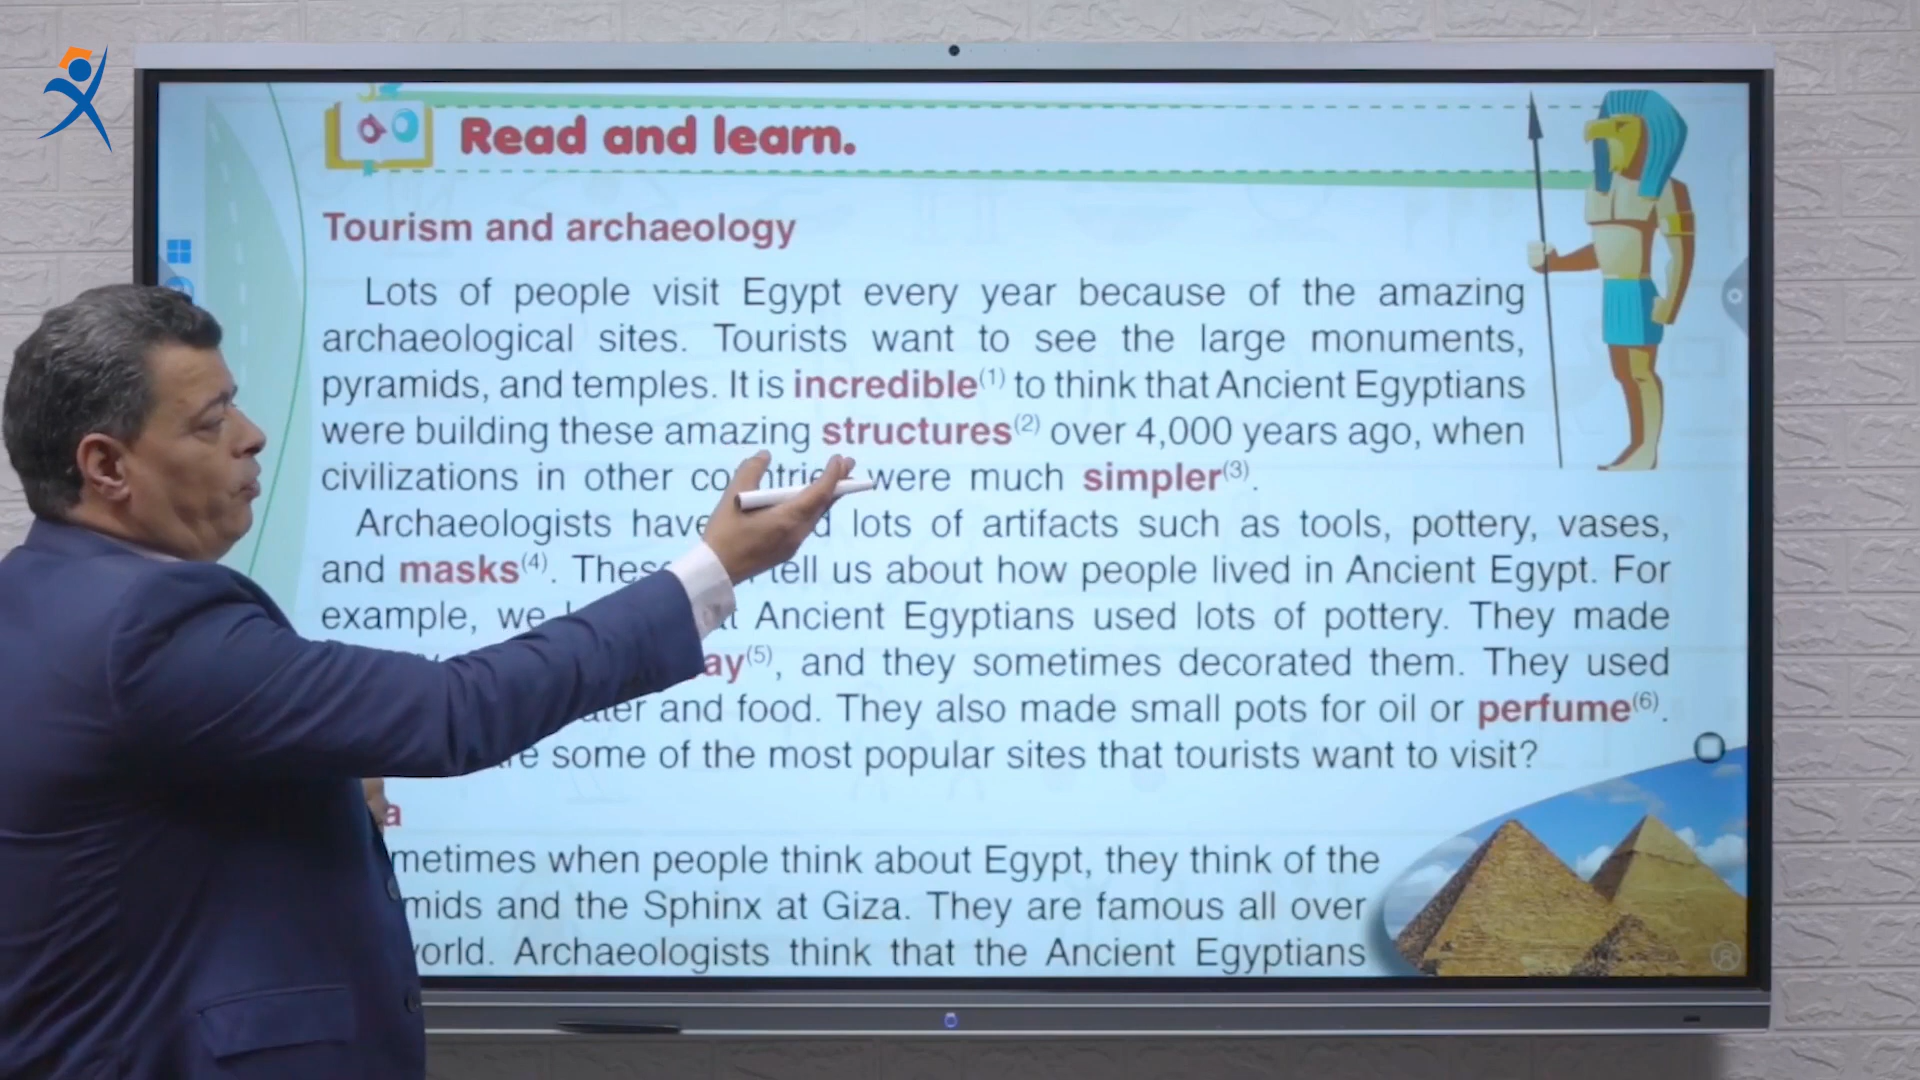 Read and learn.
Tourism and archaeology
Lots of people visit Egypt every year because of the amazing
archaeological sites. Tourists want to see the large monuments,
pyramids, and temples. It is incredible(1) to think that Ancient Egyptians
were building these amazing structures(2) over 4,000 years ago, when
civilizations in other were much simpler(3).
Archaeologists have lots of artifacts such as tools, pottery, vases,
and masks(4). tell us about how people lived in Ancient Egypt. For
example, we Ancient Egyptians used lots of pottery. They made
ay(5), and they sometimes decorated them. They used
and food. They also made small pots for oil or perfume(6).
some of the most popular sites that tourists want to visit?
a
metimes when people think about Egypt, they think of the
mids and the Sphinx at Giza. They are famous all over
orld. Archaeologists think that the Ancient Egyptians